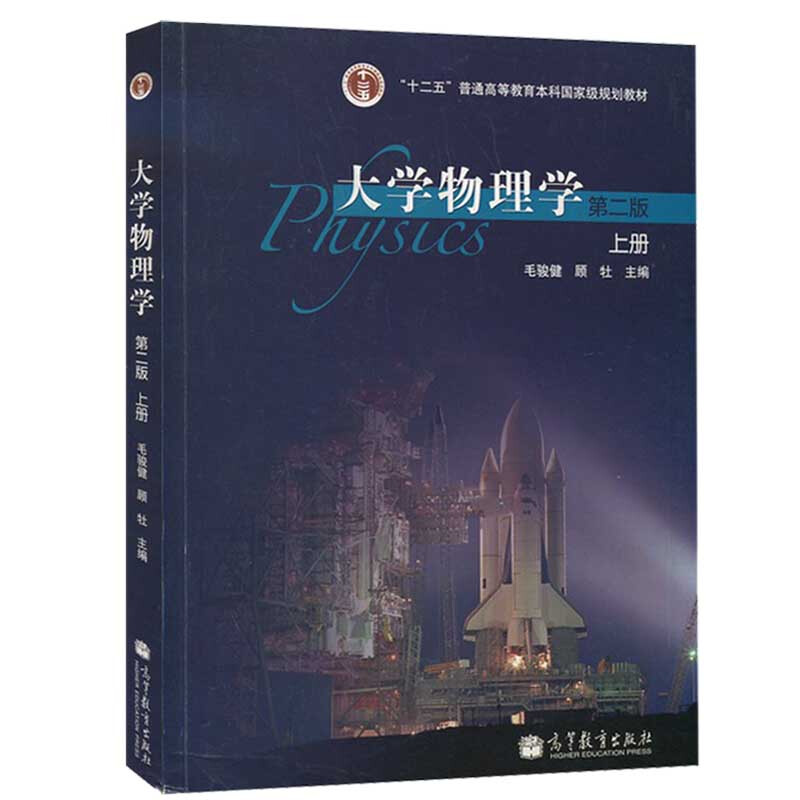 大学物理学
第二版 上册
毛骏健 顾 牡 主编
高等教育出版社
HIGHER EDUCATION PRESS
“十二五”普通高等教育本科国家级规划教材
大学物理学 第二版
Physics
上册
毛骏健 顾 牡 主编
高等教育出版社
HIGHER EDUCATION PRESS